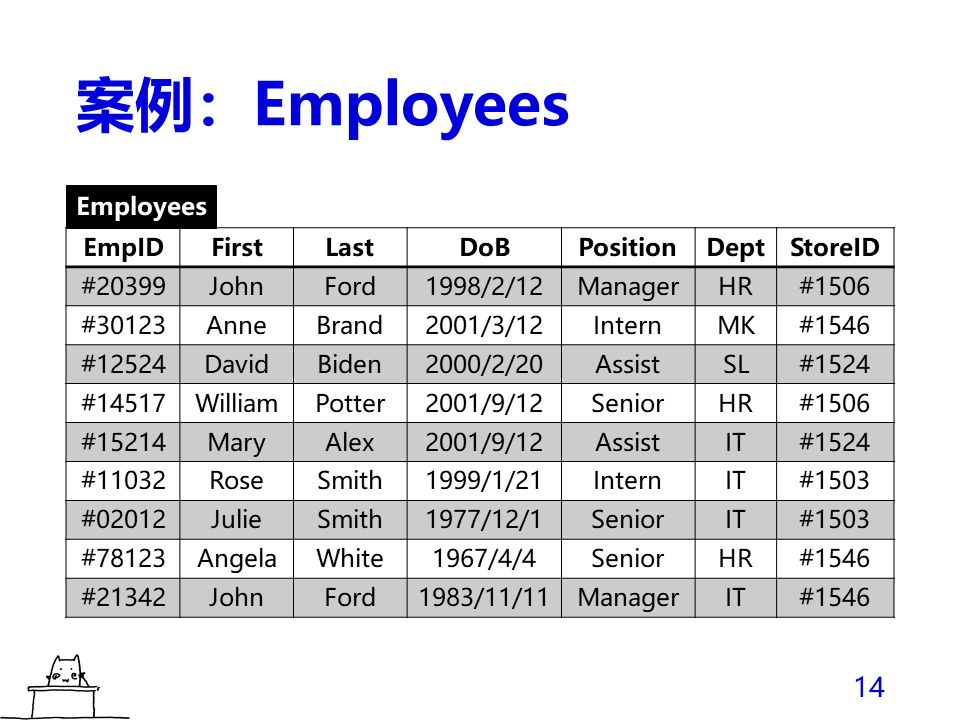 案例：Employees
Employees
EmpID First Last DoB Position Dept StoreID
#20399 John Ford 1998/2/12 Manager HR #1506
#30123 Anne Brand 2001/3/12 Intern MK #1546
#12524 David Biden 2000/2/20 Assist SL #1524
#14517 William Potter 2001/9/12 Senior HR #1506
#15214 Mary Alex 2001/9/12 Assist IT #1524
#11032 Rose Smith 1999/1/21 Intern IT #1503
#02012 Julie Smith 1977/12/1 Senior IT #1503
#78123 Angela White 1967/4/4 Senior HR #1546
#21342 John Ford 1983/11/11 Manager IT #1546
14